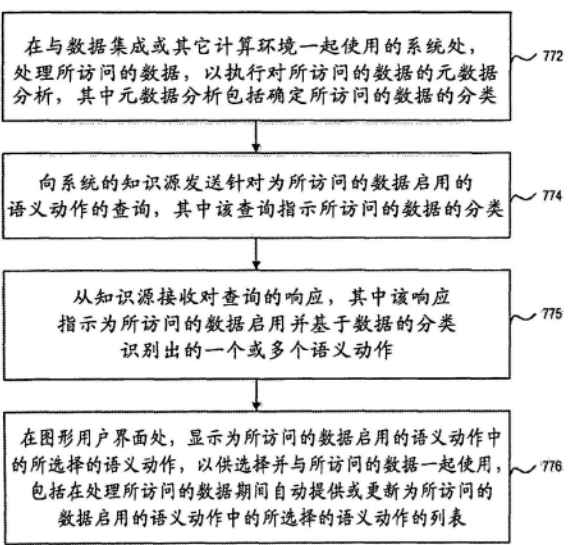 在与数据集成或其它计算环境一起使用的系统处，
处理所访问的数据，以执行对所访问的数据的元数据
分析，其中元数据分析包括确定所访问的数据的分类
772
向系统的知识源发送针对为所访问的数据启用的
语义动作的查询，其中该查询指示所访问的数据的分类
774
从知识源接收对查询的响应，其中该响应
指示为所访问的数据启用并基于数据的分类
识别出的一个或多个语义动作
775
在图形用户界面处，显示为所访问的数据启用的语义动作中
的所选择的语义动作，以供选择并与所访问的数据一起使用，
包括在处理所访问的数据期间自动提供或更新为所访问的
数据启用的语义动作中的所选择的语义动作的列表
776